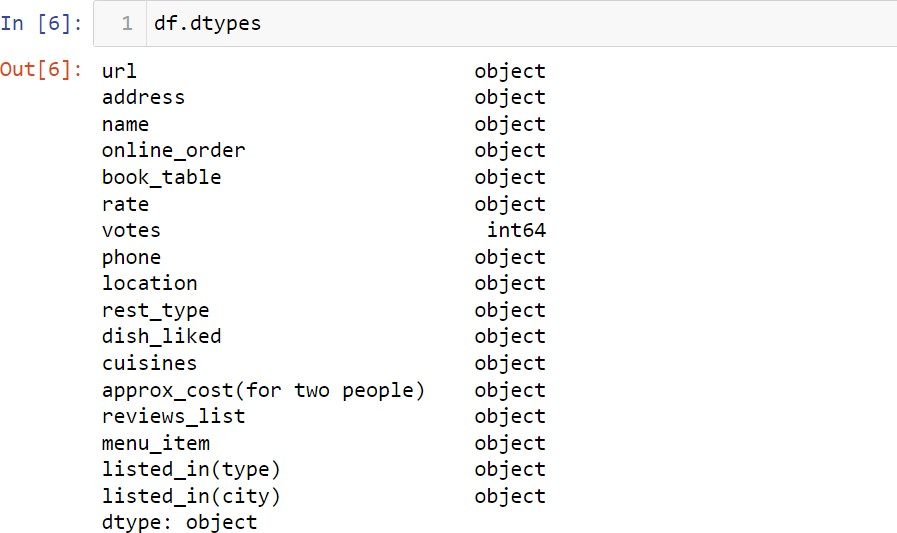 In [6]: 1 df.dtypes
Out[6]: url object
address object
name object
online_order object
book_table object
rate object
votes int64
phone object
location object
rest_type object
dish_liked object
cuisines object
approx_cost(for two people) object
reviews_list object
menu_item object
listed_in(type) object
listed_in(city) object
dtype: object